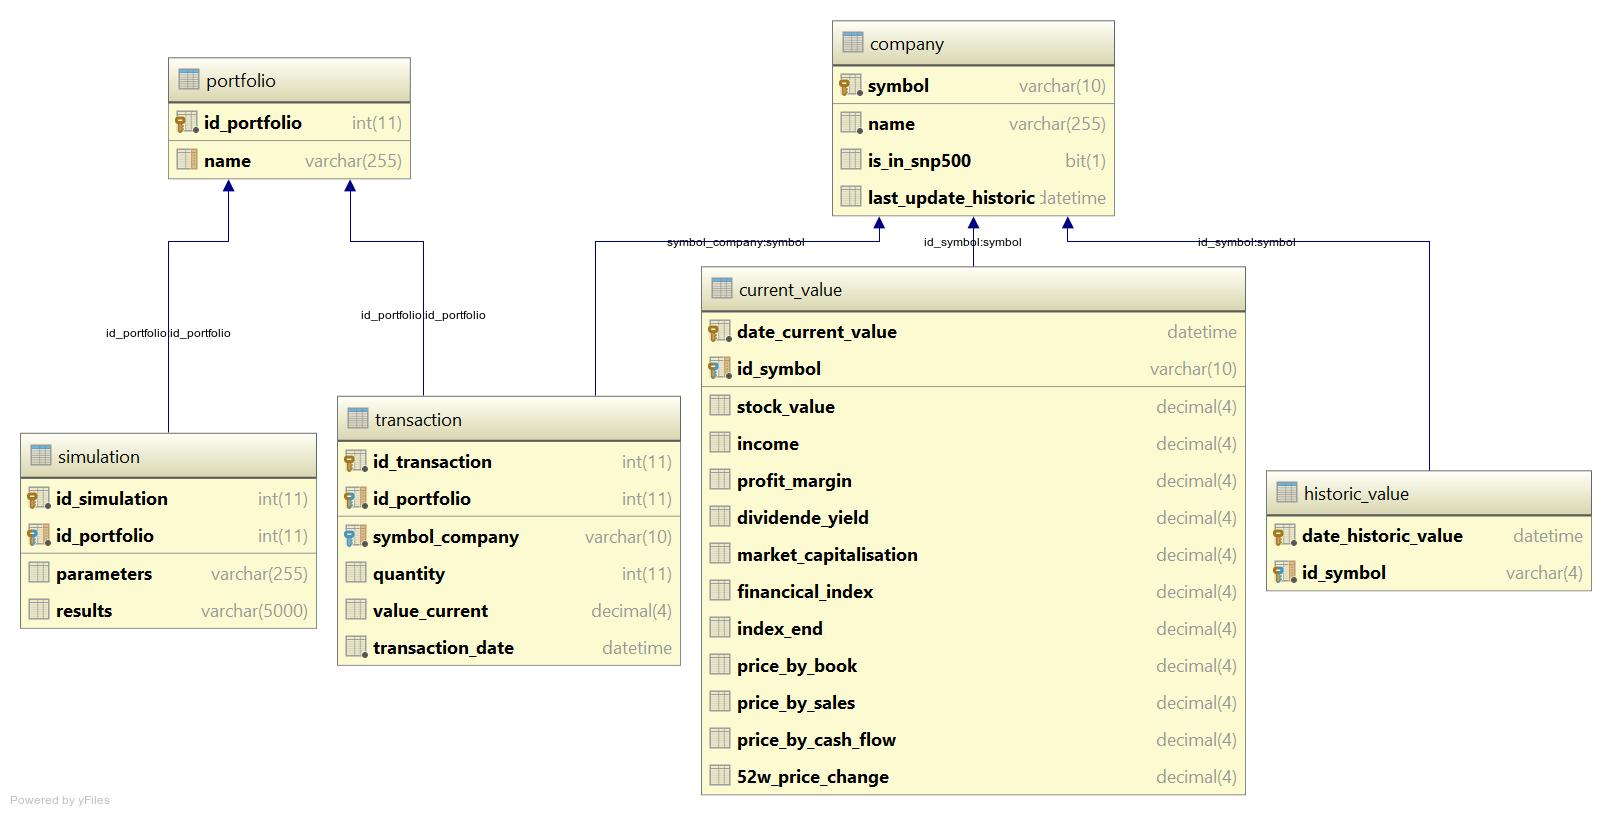 company
symbol varchar(10)
name varchar(255)
is_in_snp500 bit(1)
last_update_historic datetime
portfolio
id_portfolio int(11)
name varchar(255)
symbol_company:symbol
id_symbol:symbol
id_symbol:symbol
id_portfolio:id_portfolio
id_portfolio:id_portfolio
current_value
date_current_value datetime
id_symbol varchar(10)
stock_value decimal(4)
income decimal(4)
profit_margin decimal(4)
dividende_yield decimal(4)
market_capitalisation decimal(4)
financical_index decimal(4)
index_end decimal(4)
price_by_book decimal(4)
price_by_sales decimal(4)
price_by_cash_flow decimal(4)
52w_price_change decimal(4)
transaction
id_transaction int(11)
id_portfolio int(11)
symbol_company varchar(10)
quantity int(11)
value_current decimal(4)
transaction_date datetime
simulation
id_simulation int(11)
id_portfolio int(11)
parameters varchar(255)
results varchar(5000)
historic_value
date_historic_value datetime
id_symbol varchar(4)
Powered by yFiles